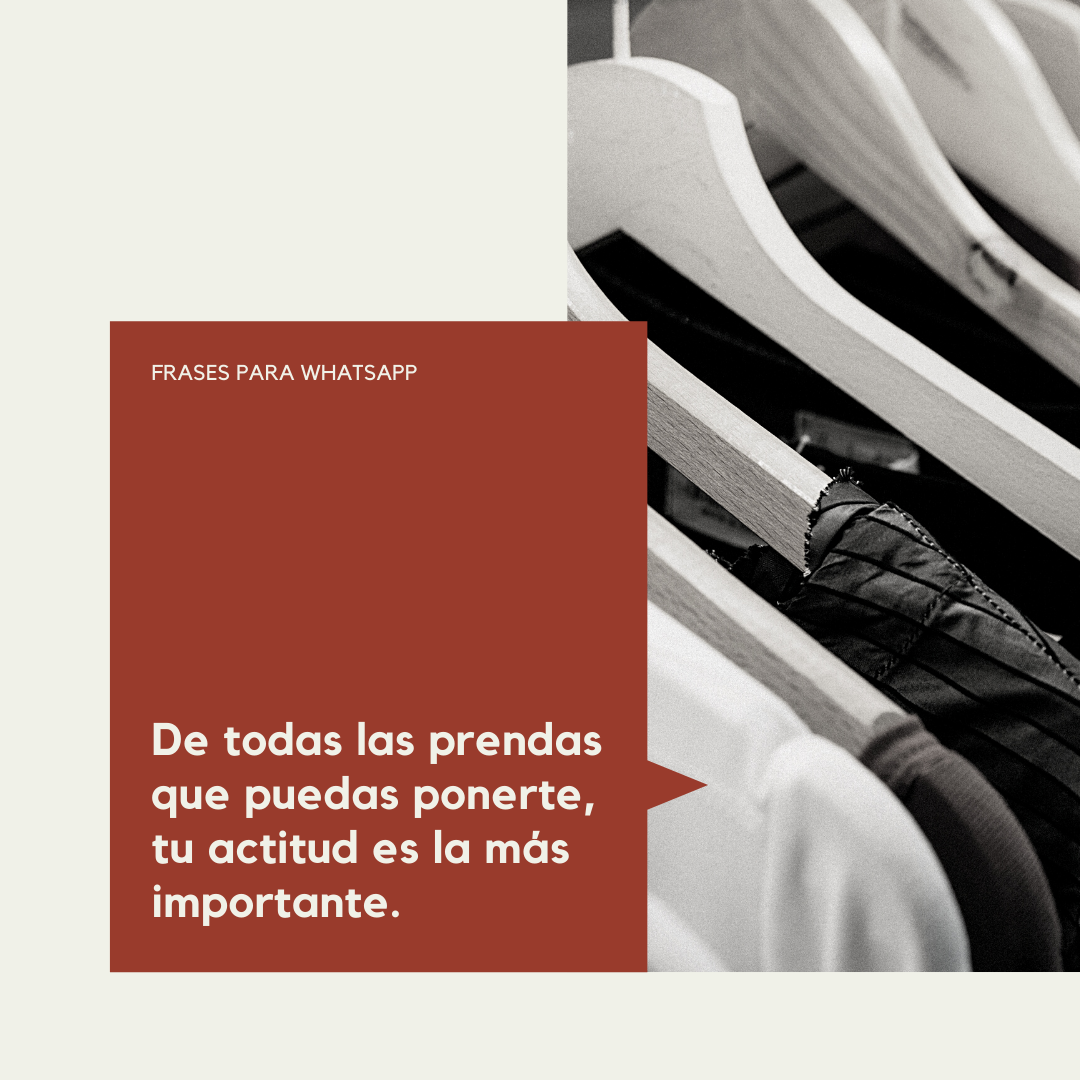 FRASES PARA WHATSAPP
De todas las prendas
que puedas ponerte,
tu actitud es la más
importante.